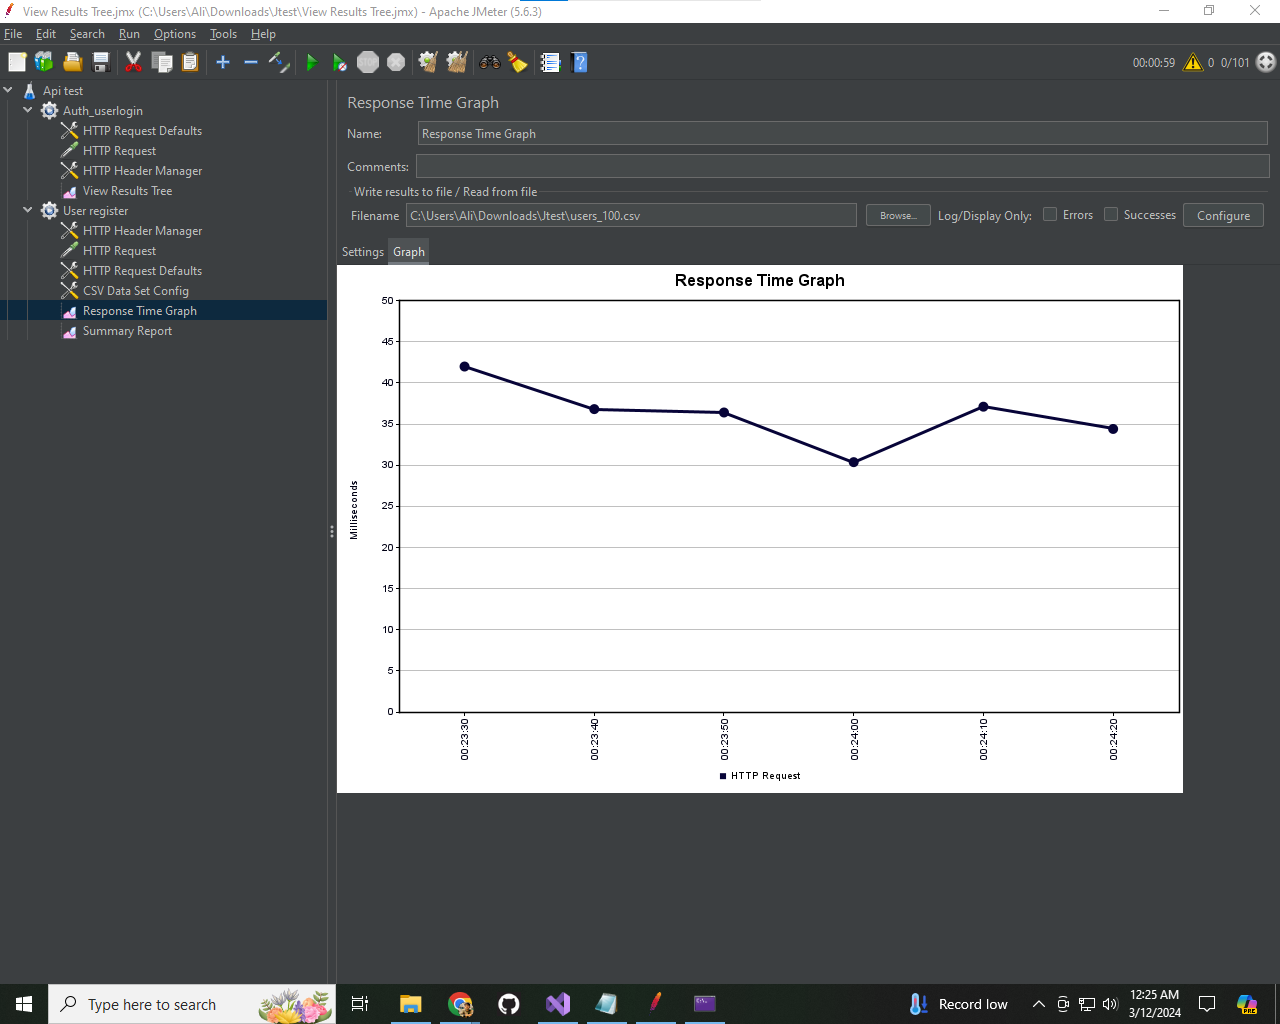 View Results Tree.jmx (C:\Users\Ali\Downloads\Jtest\View Results Tree.jmx) - Apache JMeter (5.6.3)
File Edit Search Run Options Tools Help
STOP
00:00:59 0 0/101
Api test
Auth_userlogin
HTTP Request Defaults
HTTP Request
HTTP Header Manager
View Results Tree
User register
HTTP Header Manager
HTTP Request
HTTP Request Defaults
CSV Data Set Config
Response Time Graph
Summary Report
Response Time Graph
Name: Response Time Graph
Comments:
Write results to file / Read from file
Filename C:\Users\Ali\Downloads\Jtest\users_100.csv Browse... Log/Display Only: Errors Successes Configure
Settings Graph
Response Time Graph
50
45
40
35
30
25
20
15
10
5
0
Milliseconds
00:23:30 00:23:40 00:23:50 00:24:00 00:24:10 00:24:20
HTTP Request
Type here to search
Record low
12:25 AM
3/12/2024
PRE